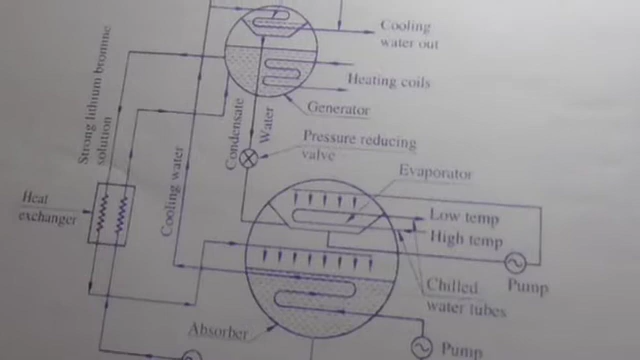 Cooling
water out
Heating coils
Generator
Strong lithium bromine
solution
Condensate
Water
Pressure reducing
valve
Cooling water
Evaporator
Heat
exchanger
Low temp
High temp
Pump
Chilled
water tubes
Absorber
Pump